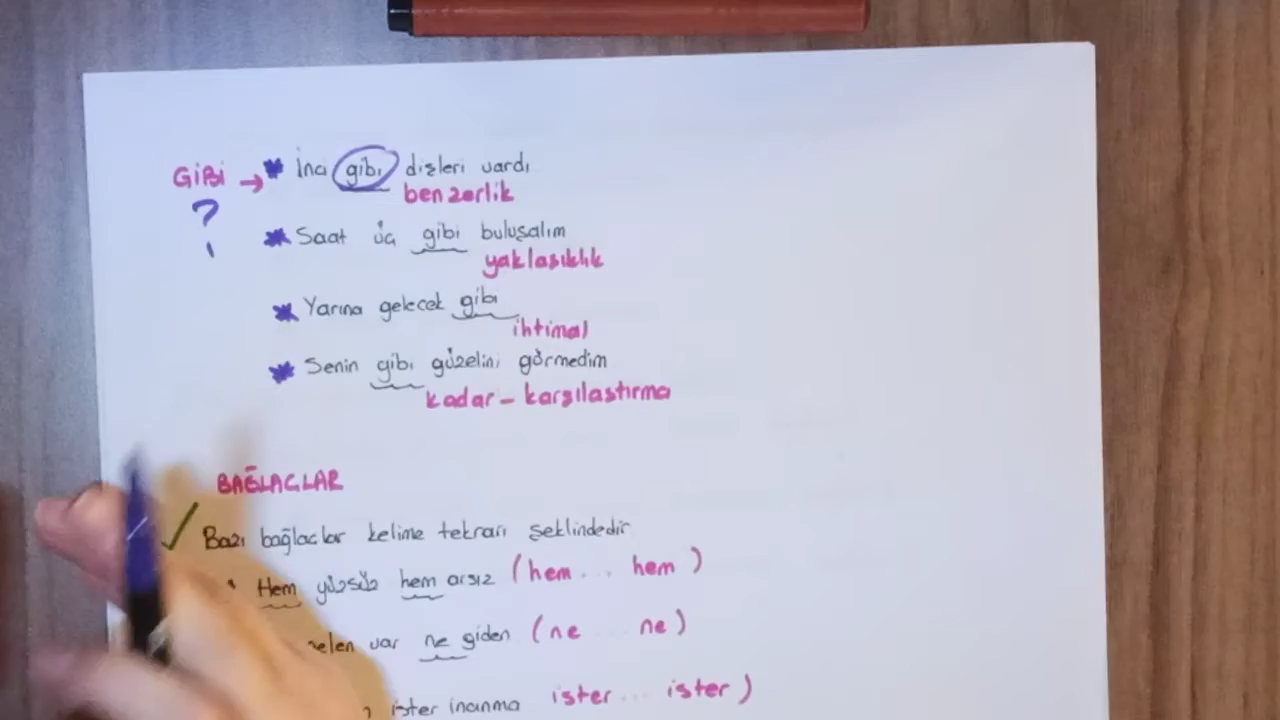 GİBİ → * İnci gibi dişleri vardı
benzerlik
?
* Saat üç gibi buluşalım
yaklaşıklık
* Yarına gelecek gibi
ihtimal
* Senin gibi güzelini görmedim
kadar - karşılaştırma
BAĞLAÇLAR
✓ Bazı bağlaçlar kelime tekrarı şeklindedir
Hem yüzsüz hem arsız (hem ... hem)
var ne giden (ne ... ne)
ister inanma ister ... ister)